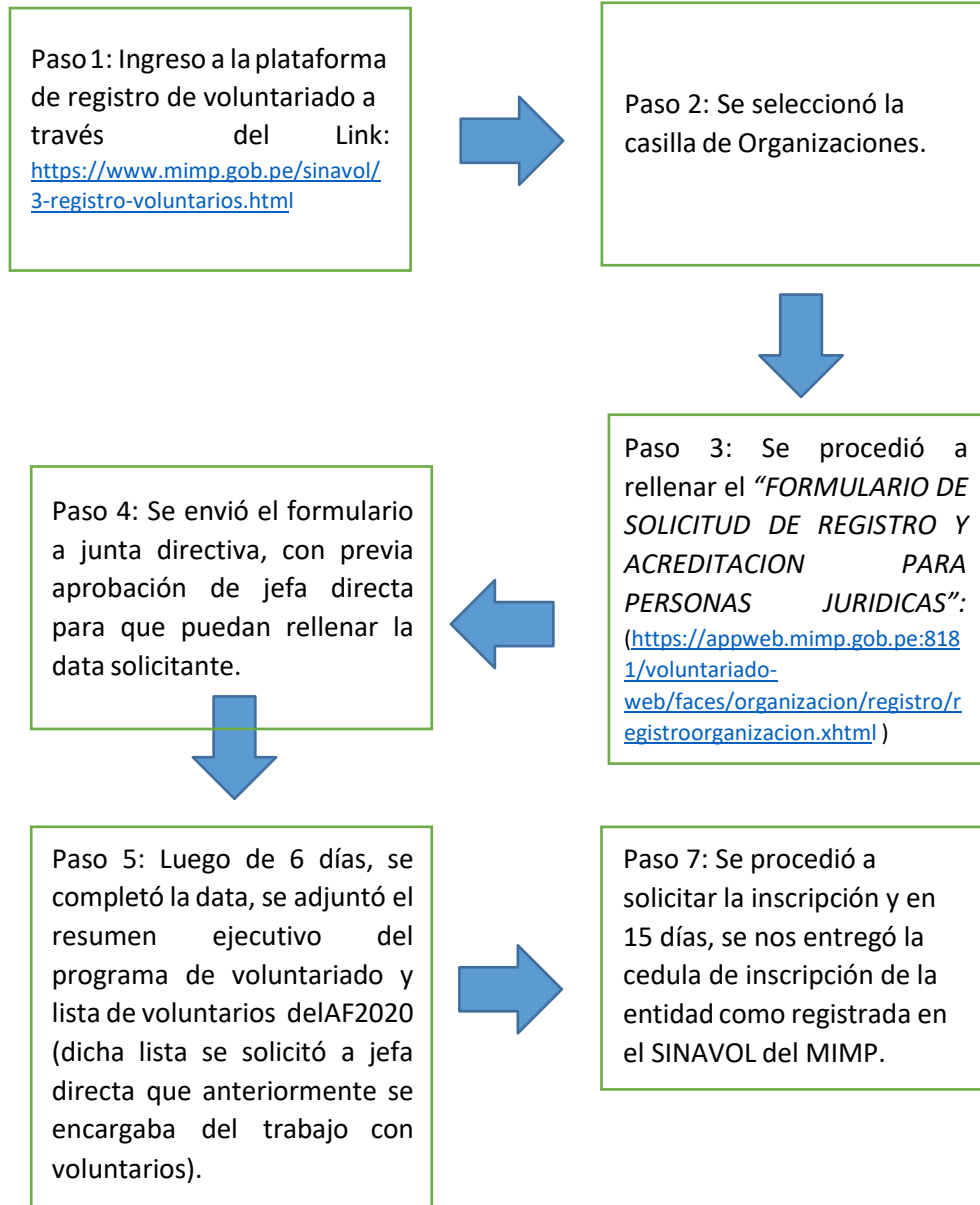 Paso 1: Ingreso a la plataforma
de registro de voluntariado a
través del Link:
https://www.mimp.gob.pe/sinavol/
3-registro-voluntarios.html
Paso 2: Se seleccionó la
casilla de Organizaciones.
Paso 3: Se procedió a
rellenar el “FORMULARIO DE
SOLICITUD DE REGISTRO Y
ACREDITACION PARA
PERSONAS JURIDICAS”:
(https://appweb.mimp.gob.pe:818
1/voluntariado-
web/faces/organizacion/registro/r
egistroorganizacion.xhtml )
Paso 4: Se envió el formulario
a junta directiva, con previa
aprobación de jefa directa
para que puedan rellenar la
data solicitante.
Paso 5: Luego de 6 días, se
completó la data, se adjuntó el
resumen ejecutivo del
programa de voluntariado y
lista de voluntarios delAF2020
(dicha lista se solicitó a jefa
directa que anteriormente se
encargaba del trabajo con
voluntarios).
Paso 7: Se procedió a
solicitar la inscripción y en
15 días, se nos entregó la
cedula de inscripción de la
entidad como registrada en
el SINAVOL del MIMP.